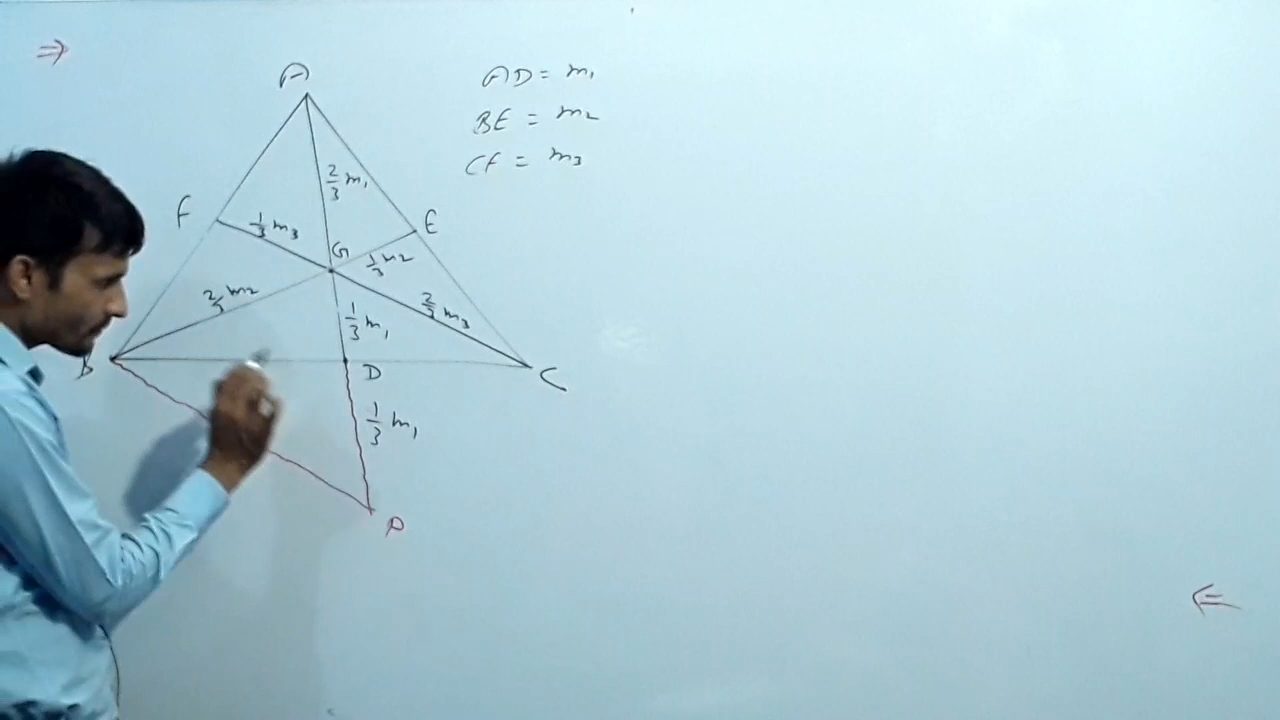 ⇒
A
AD = m₁
BE = m₂
CF = m₃
2/3 m₁
F
1/3 m₃
E
G
1/3 m₂
2/3 m₂
2/3 m₃
1/3 m₁
B
D
C
1/3 m₁
P
⇐